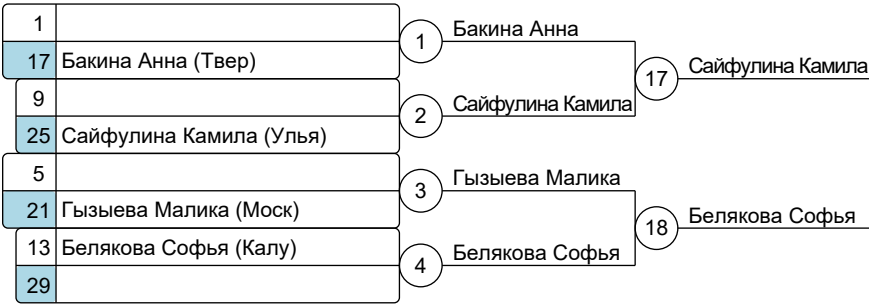 1
17 Бакина Анна (Твер)
1
Бакина Анна
9
25 Сайфулина Камила (Улья)
2
Сайфулина Камила
17
Сайфулина Камила
5
21 Гызыева Малика (Моск)
3
Гызыева Малика
13 Белякова Софья (Калу)
29
4
Белякова Софья
18
Белякова Софья